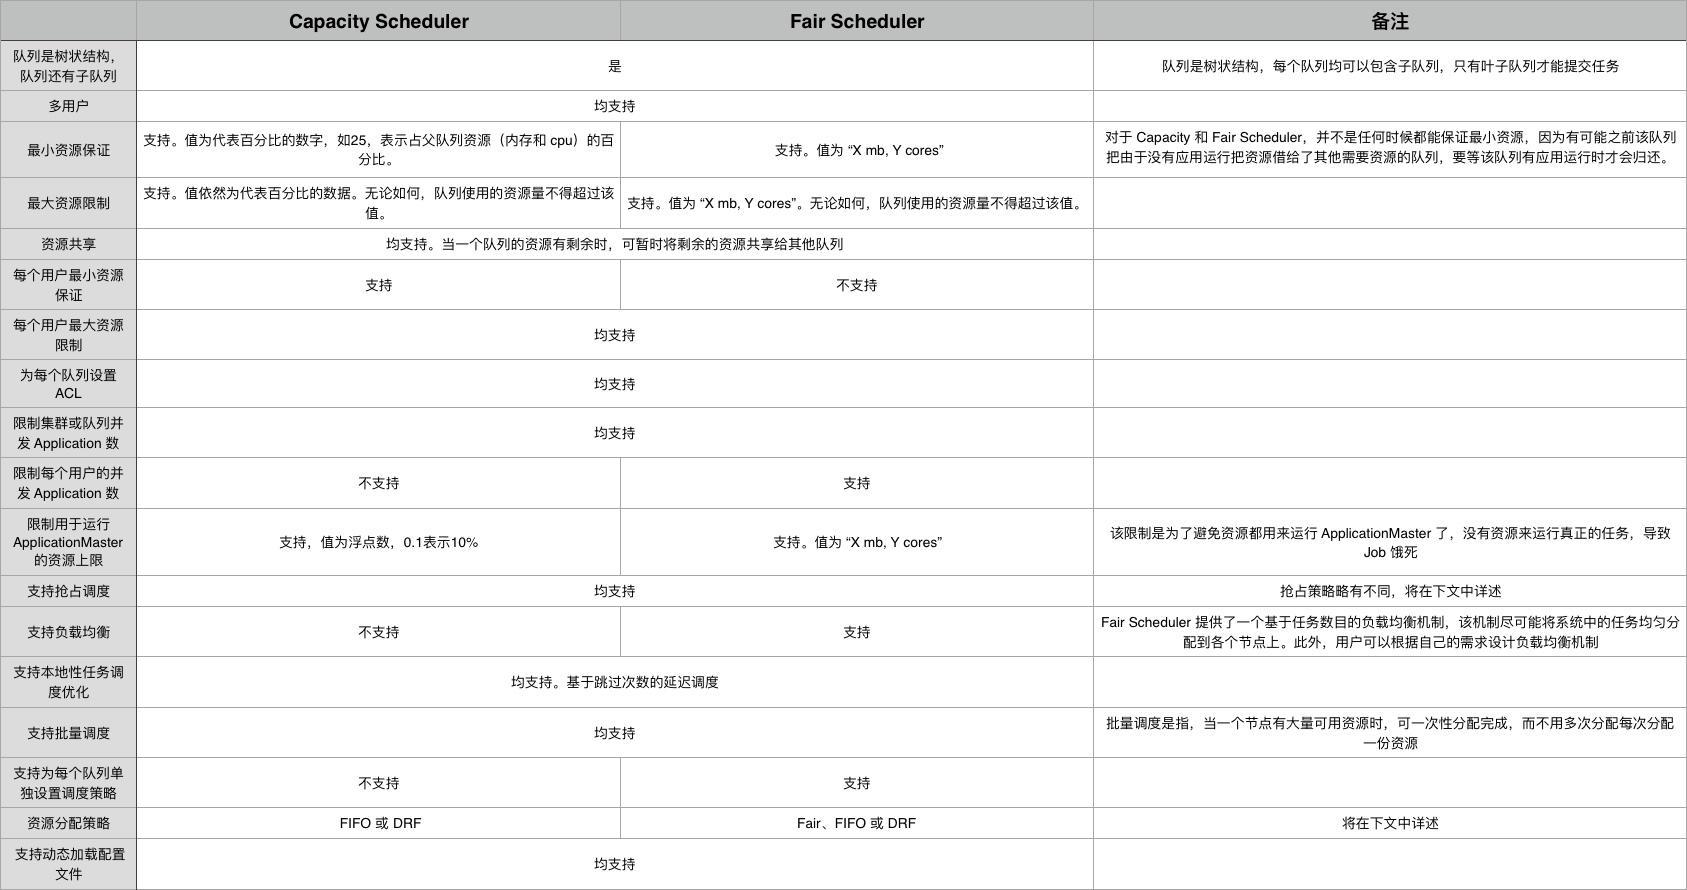 Capacity Scheduler
Fair Scheduler
备注
队列是树状结构，
队列还有子队列
是
队列是树状结构，每个队列均可以包含子队列，只有叶子队列才能提交任务
多用户
均支持
最小资源保证
支持。值为代表百分比的数字，如25，表示占父队列资源（内存和 cpu）的百
分比。
支持。值为 “X mb, Y cores”
对于 Capacity 和 Fair Scheduler，并不是任何时候都能保证最小资源，因为有可能之前该队列
把由于没有应用运行把资源借给了其他需要资源的队列，要等该队列有应用运行时才会归还。
最大资源限制
支持。值依然为代表百分比的数据。无论如何，队列使用的资源量不得超过该
值。
支持。值为 “X mb, Y cores”。无论如何，队列使用的资源量不得超过该值。
资源共享
均支持。当一个队列的资源有剩余时，可暂时将剩余的资源共享给其他队列
每个用户最小资源
保证
支持
不支持
每个用户最大资源
限制
均支持
为每个队列设置
ACL
均支持
限制集群或队列并
发 Application 数
均支持
限制每个用户的并
发 Application 数
不支持
支持
限制用于运行
ApplicationMaster
的资源上限
支持，值为浮点数，0.1表示10%
支持。值为 “X mb, Y cores”
该限制是为了避免资源都用来运行 ApplicationMaster 了，没有资源来运行真正的任务，导致
Job 饿死
支持抢占调度
均支持
抢占策略略有不同，将在下文中详述
支持负载均衡
不支持
支持
Fair Scheduler 提供了一个基于任务数目的负载均衡机制，该机制尽可能将系统中的任务均匀分
配到各个节点上。此外，用户可以根据自己的需求设计负载均衡机制
支持本地性任务调
度优化
均支持。基于跳过次数的延迟调度
支持批量调度
均支持
批量调度是指，当一个节点有大量可用资源时，可一次性分配完成，而不用多次分配每次分配
一份资源
支持为每个队列单
独设置调度策略
不支持
支持
资源分配策略
FIFO 或 DRF
Fair、FIFO 或 DRF
将在下文中详述
支持动态加载配置
文件
均支持